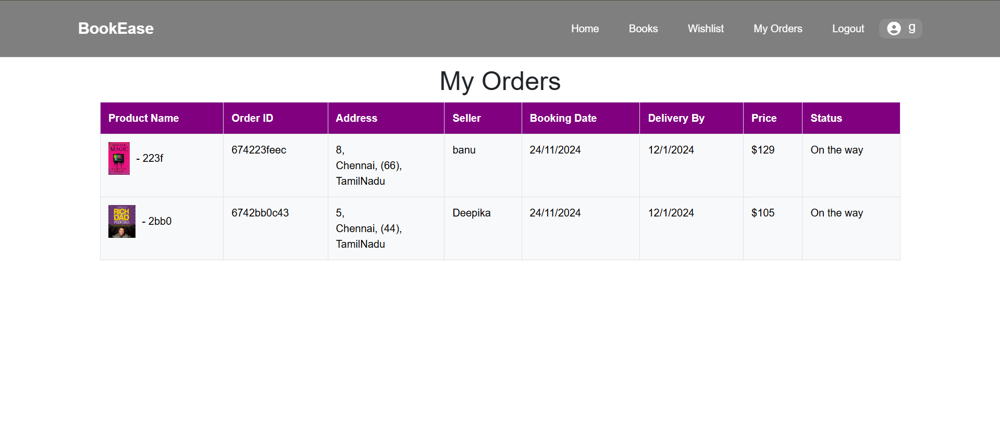 BookEase
Home Books Wishlist My Orders Logout g
My Orders
Product Name Order ID Address Seller Booking Date Delivery By Price Status
MISTER
MAGIC
- 223f 674223feec 8, banu 24/11/2024 12/1/2024 $129 On the way
Chennai, (66),
TamilNadu
RICH
DAD
POOR DAD
- 2bb0 6742bb0c43 5, Deepika 24/11/2024 12/1/2024 $105 On the way
Chennai, (44),
TamilNadu